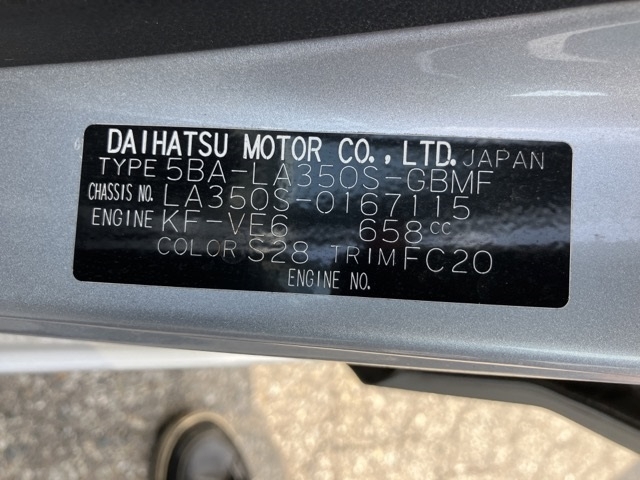 DAIHATSU MOTOR CO., LTD. JAPAN
TYPE 5BA-LA350S-GBMF
CHASSIS NO. LA350S-0167115
ENGINE KF-VE6 658cc
COLOR S28 TRIM FC20
ENGINE NO.